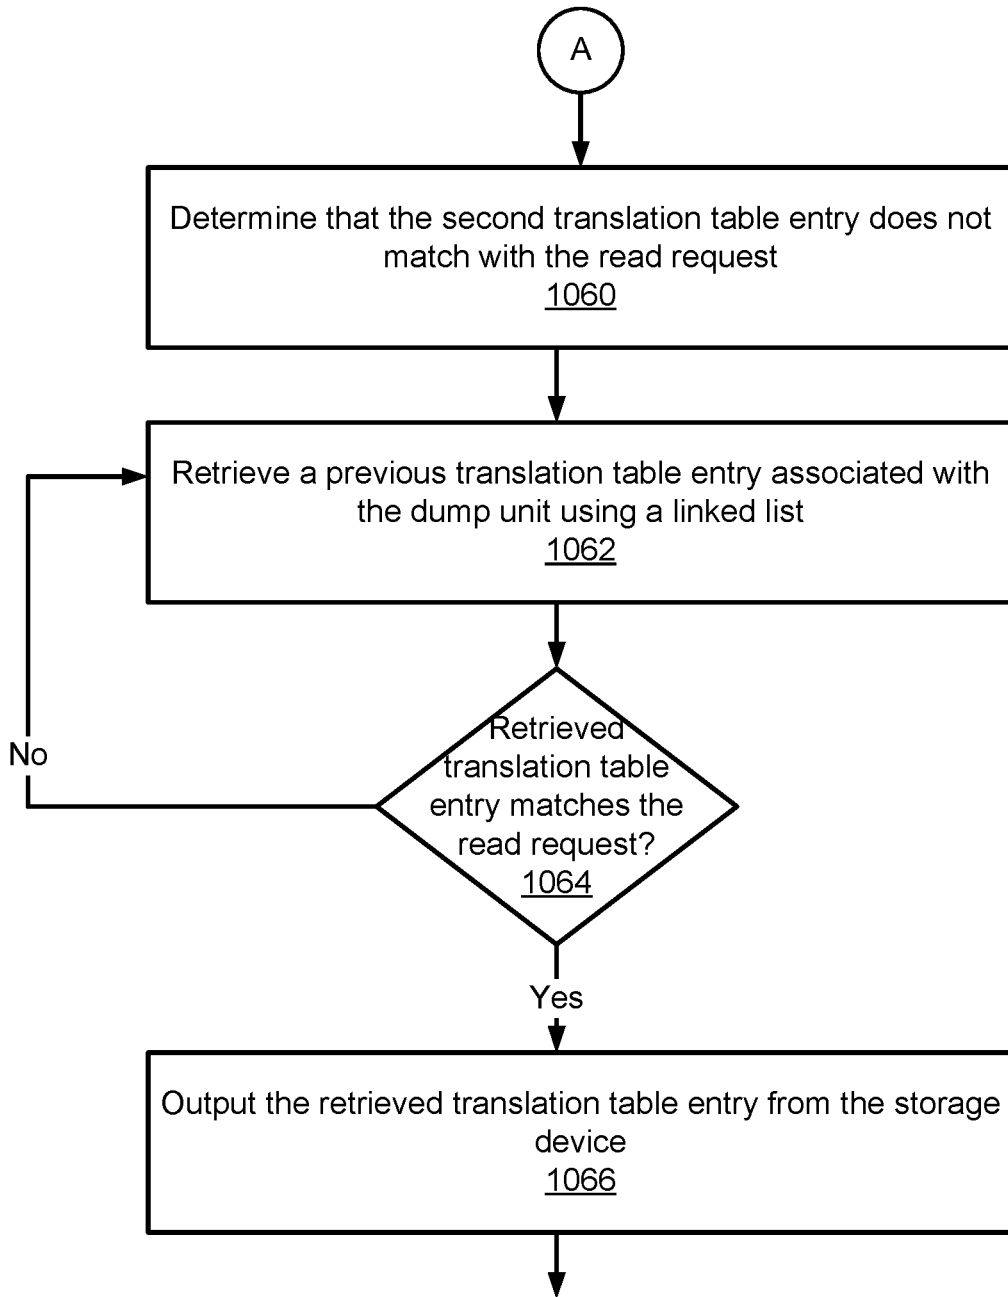 A
Determine that the second translation table entry does not
match with the read request
1060
Retrieve a previous translation table entry associated with
the dump unit using a linked list
1062
Retrieved
translation table
entry matches the
read request?
1064
No
Yes
Output the retrieved translation table entry from the storage
device
1066